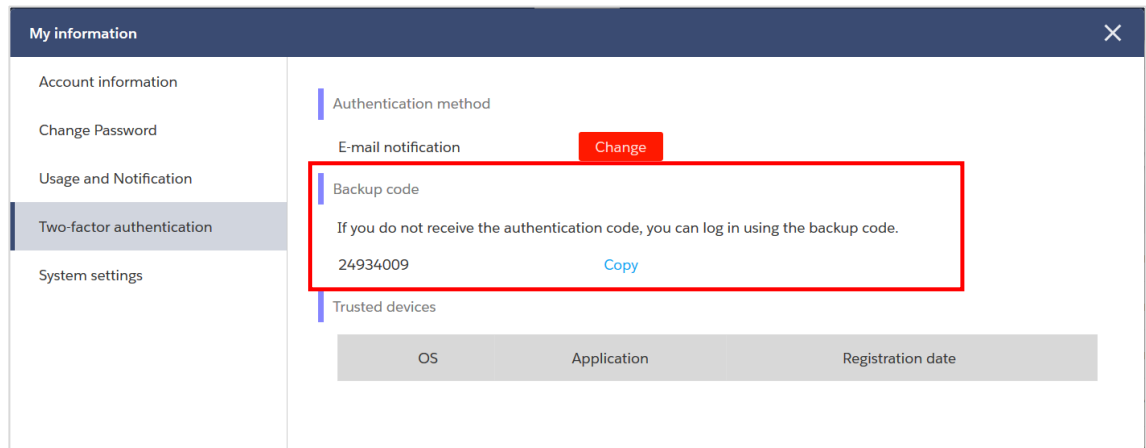 My information
Account information
Change Password
Usage and Notification
Two-factor authentication
System settings
Authentication method
E-mail notification Change
Backup code
If you do not receive the authentication code, you can log in using the backup code.
24934009 Copy
Trusted devices
OS Application Registration date